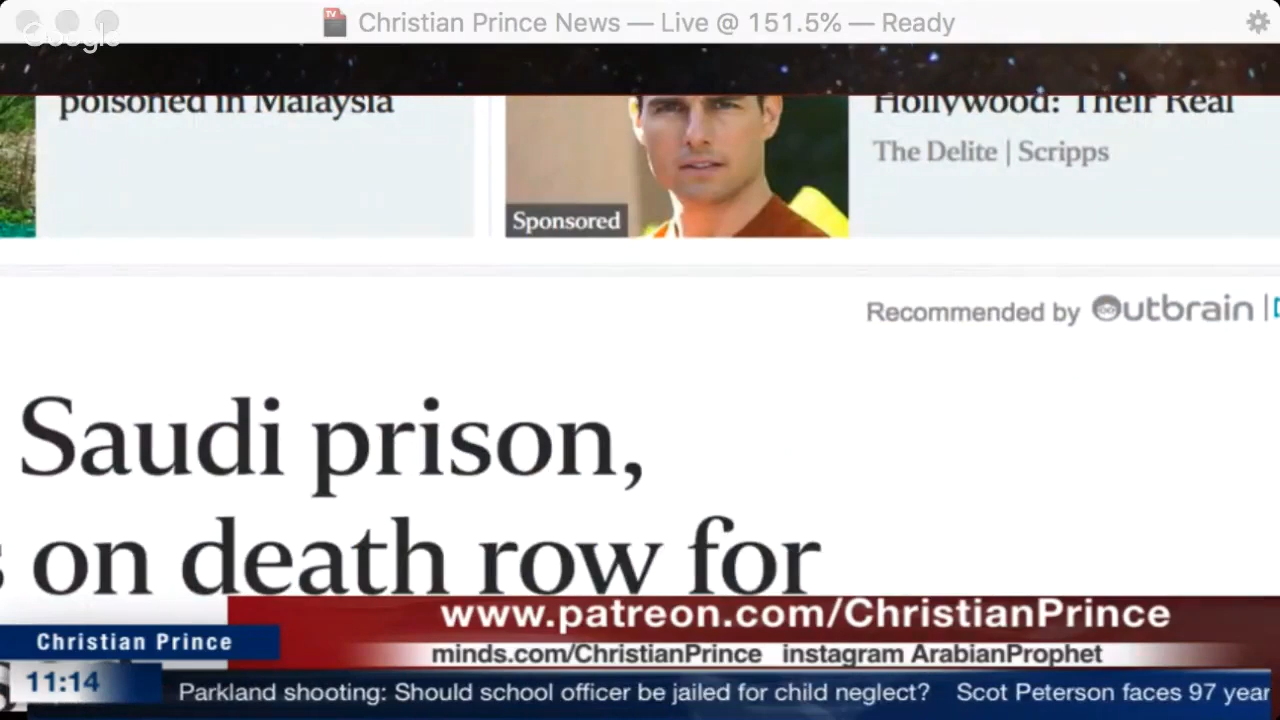 Christian Prince News — Live @ 151.5% — Ready
Google
poisoned in Malaysia
Hollywood: Their Real
The Delite | Scripps
Sponsored
Recommended by Outbrain
Saudi prison,
on death row for
www.patreon.com/ChristianPrince
Christian Prince
minds.com/ChristianPrince instagram ArabianProphet
11:14
Parkland shooting: Should school officer be jailed for child neglect? Scot Peterson faces 97 year